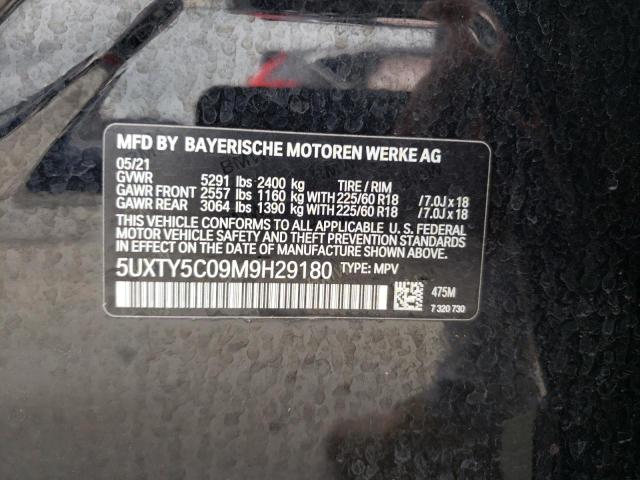 MFD BY BAYERISCHE MOTOREN WERKE AG
05/21
GVWR 5291 lbs 2400 kg TIRE / RIM
GAWR FRONT 2557 lbs 1160 kg WITH 225/60 R18 /7.0J x 18
GAWR REAR 3064 lbs 1390 kg WITH 225/60 R18 /7.0J x 18
THIS VEHICLE CONFORMS TO ALL APPLICABLE U. S. FEDERAL
MOTOR VEHICLE SAFETY AND THEFT PREVENTION STANDARDS
IN EFFECT ON THE DATE OF MANUFACTURE SHOWN ABOVE.
5UXTY5C09M9H29180 TYPE: MPV
475M
7 320 730